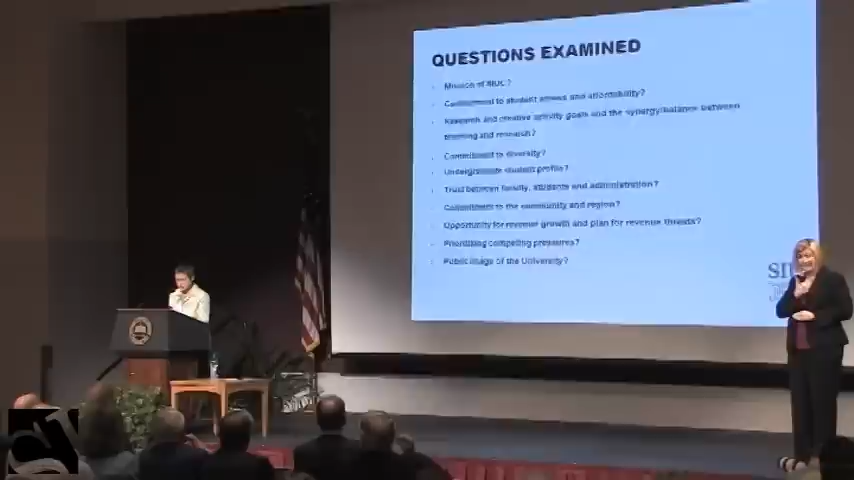 QUESTIONS EXAMINED
Mission of SIUC?
Commitment to student access and affordability?
Research and creative activity goals and the synergy/balance between
teaching and research?
Commitment to diversity?
Undergraduate student profile?
Trust between faculty, students and administration?
Commitment to the community and region?
Opportunity for revenue growth and plan for revenue threats?
Prioritizing competing pressures?
Public image of the University?